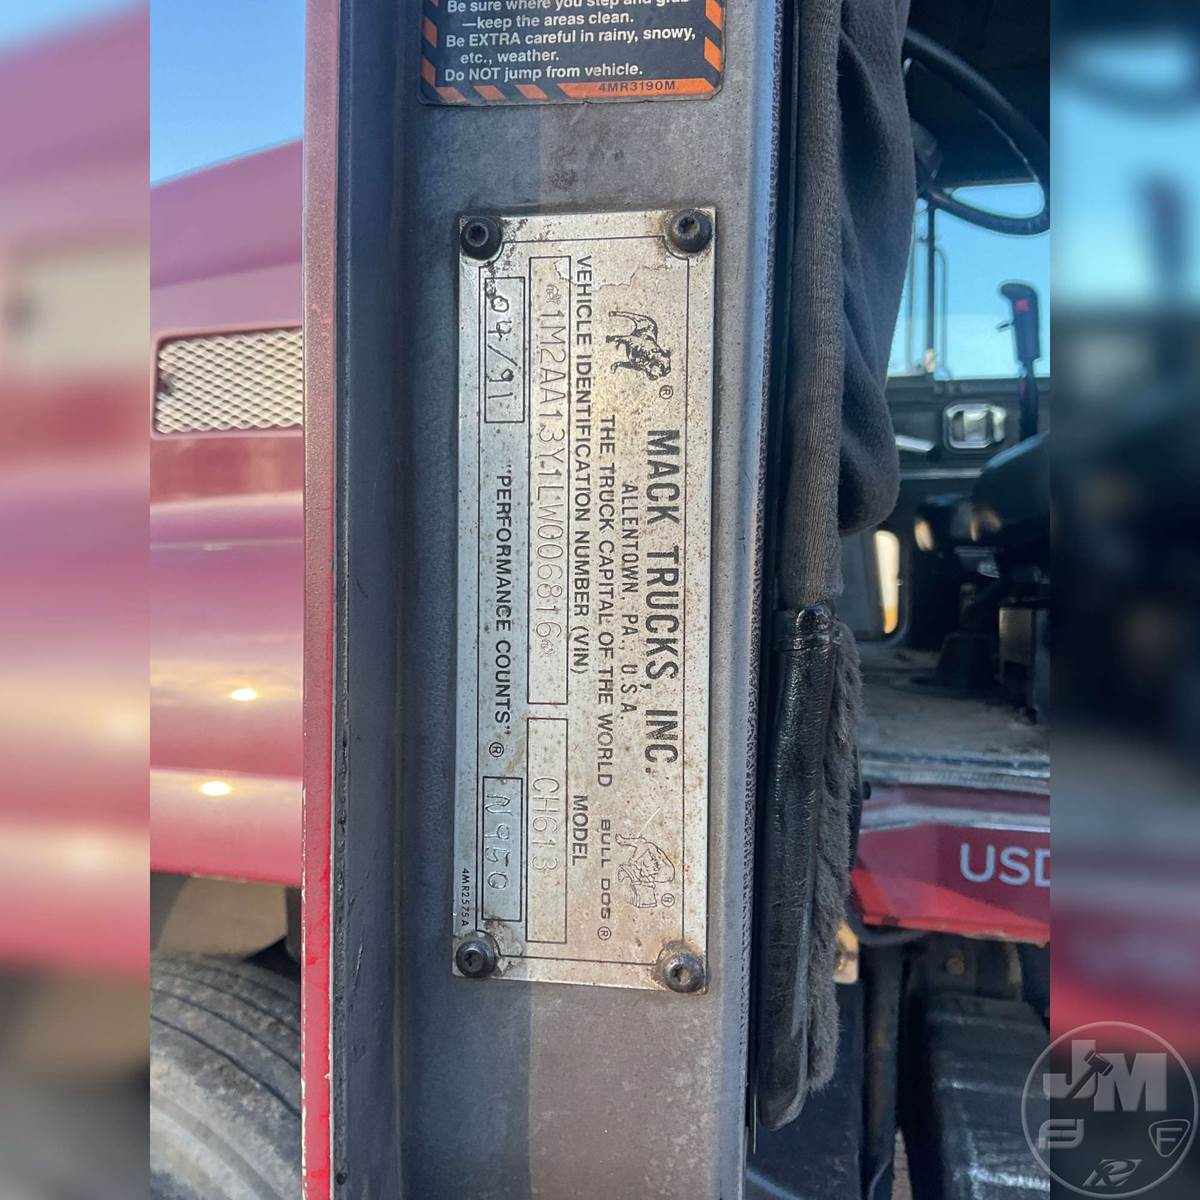 Be sure where you step and grab
—keep the areas clean.
Be EXTRA careful in rainy, snowy,
etc., weather.
Do NOT jump from vehicle.
4MR3190M
® MACK TRUCKS, INC.
ALLENTOWN, PA., U.S.A.
THE TRUCK CAPITAL OF THE WORLD
BULL DOG ®
®
VEHICLE IDENTIFICATION NUMBER (VIN)
MODEL
1M2AA13Y1LW006816
CH613
04/91
"PERFORMANCE COUNTS" ®
N950
4MR2575A
USD
JM
F